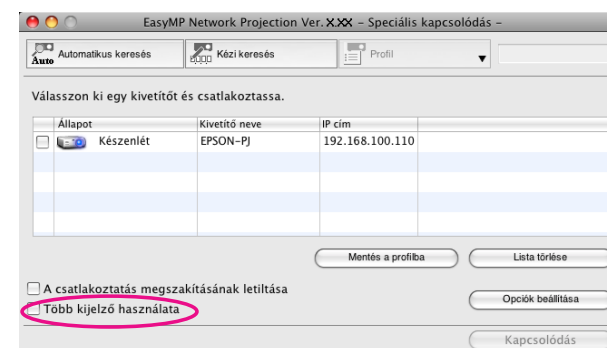 EasyMP Network Projection Ver. X.XX – Speciális kapcsolódás –
Auto Automatikus keresés Kézi keresés Profil
Válasszon ki egy kivetítőt és csatlakoztassa.
Állapot Kivetítő neve IP cím
Készenlét EPSON-PJ 192.168.100.110
Mentés a profilba Lista törlése
A csatlakoztatás megszakításának letiltása
Több kijelző használata
Opciók beállítása
Kapcsolódás